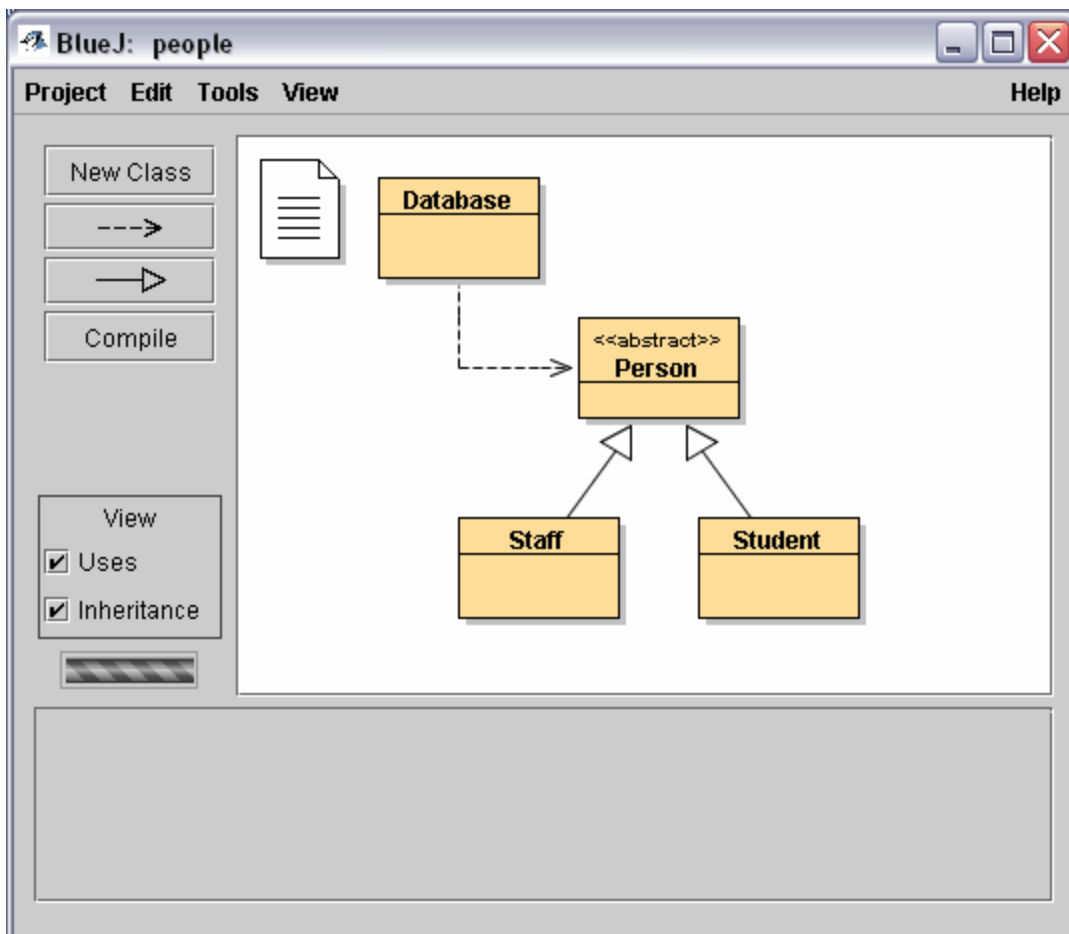 BlueJ: people
Project Edit Tools View Help
New Class
Compile
View
Uses
Inheritance
Database
<<abstract>>
Person
Staff
Student